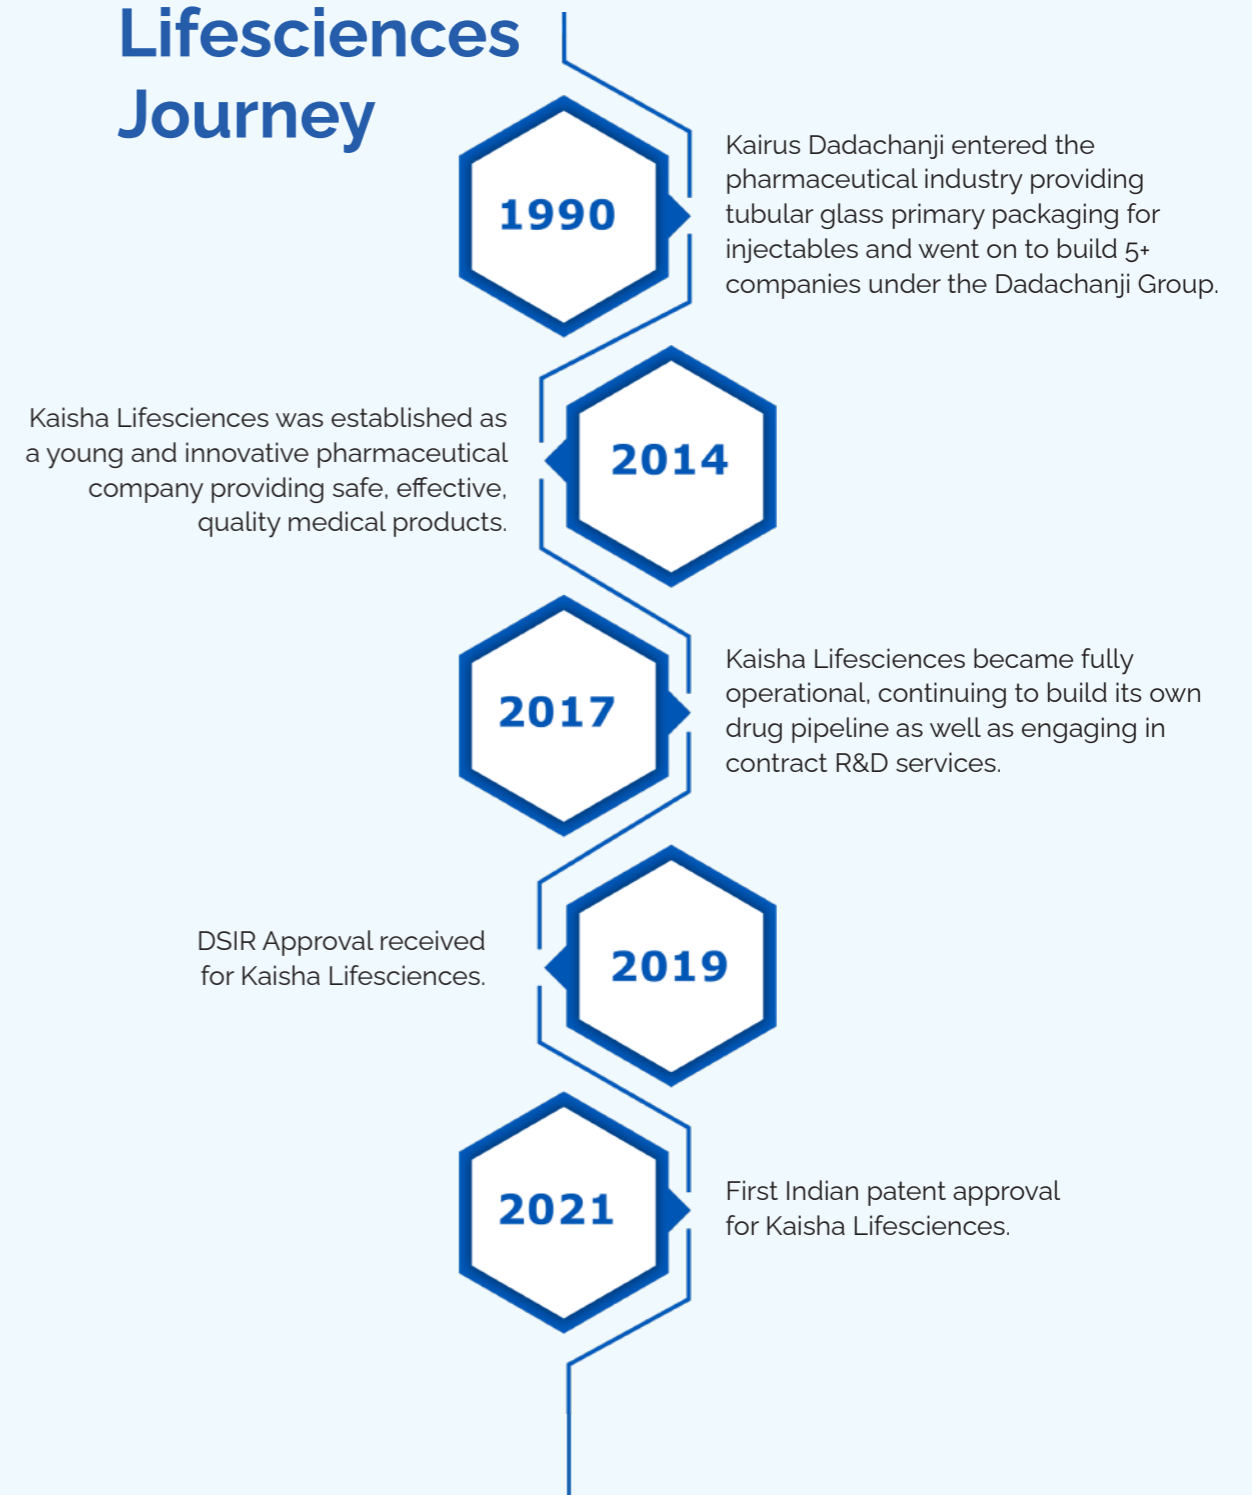 Lifesciences
Journey
1990
Kairus Dadachanji entered the
pharmaceutical industry providing
tubular glass primary packaging for
injectables and went on to build 5+
companies under the Dadachanji Group.
Kaisha Lifesciences was established as
a young and innovative pharmaceutical
company providing safe, effective,
quality medical products.
2014
2017
Kaisha Lifesciences became fully
operational, continuing to build its own
drug pipeline as well as engaging in
contract R&D services.
DSIR Approval received
for Kaisha Lifesciences.
2019
2021
First Indian patent approval
for Kaisha Lifesciences.